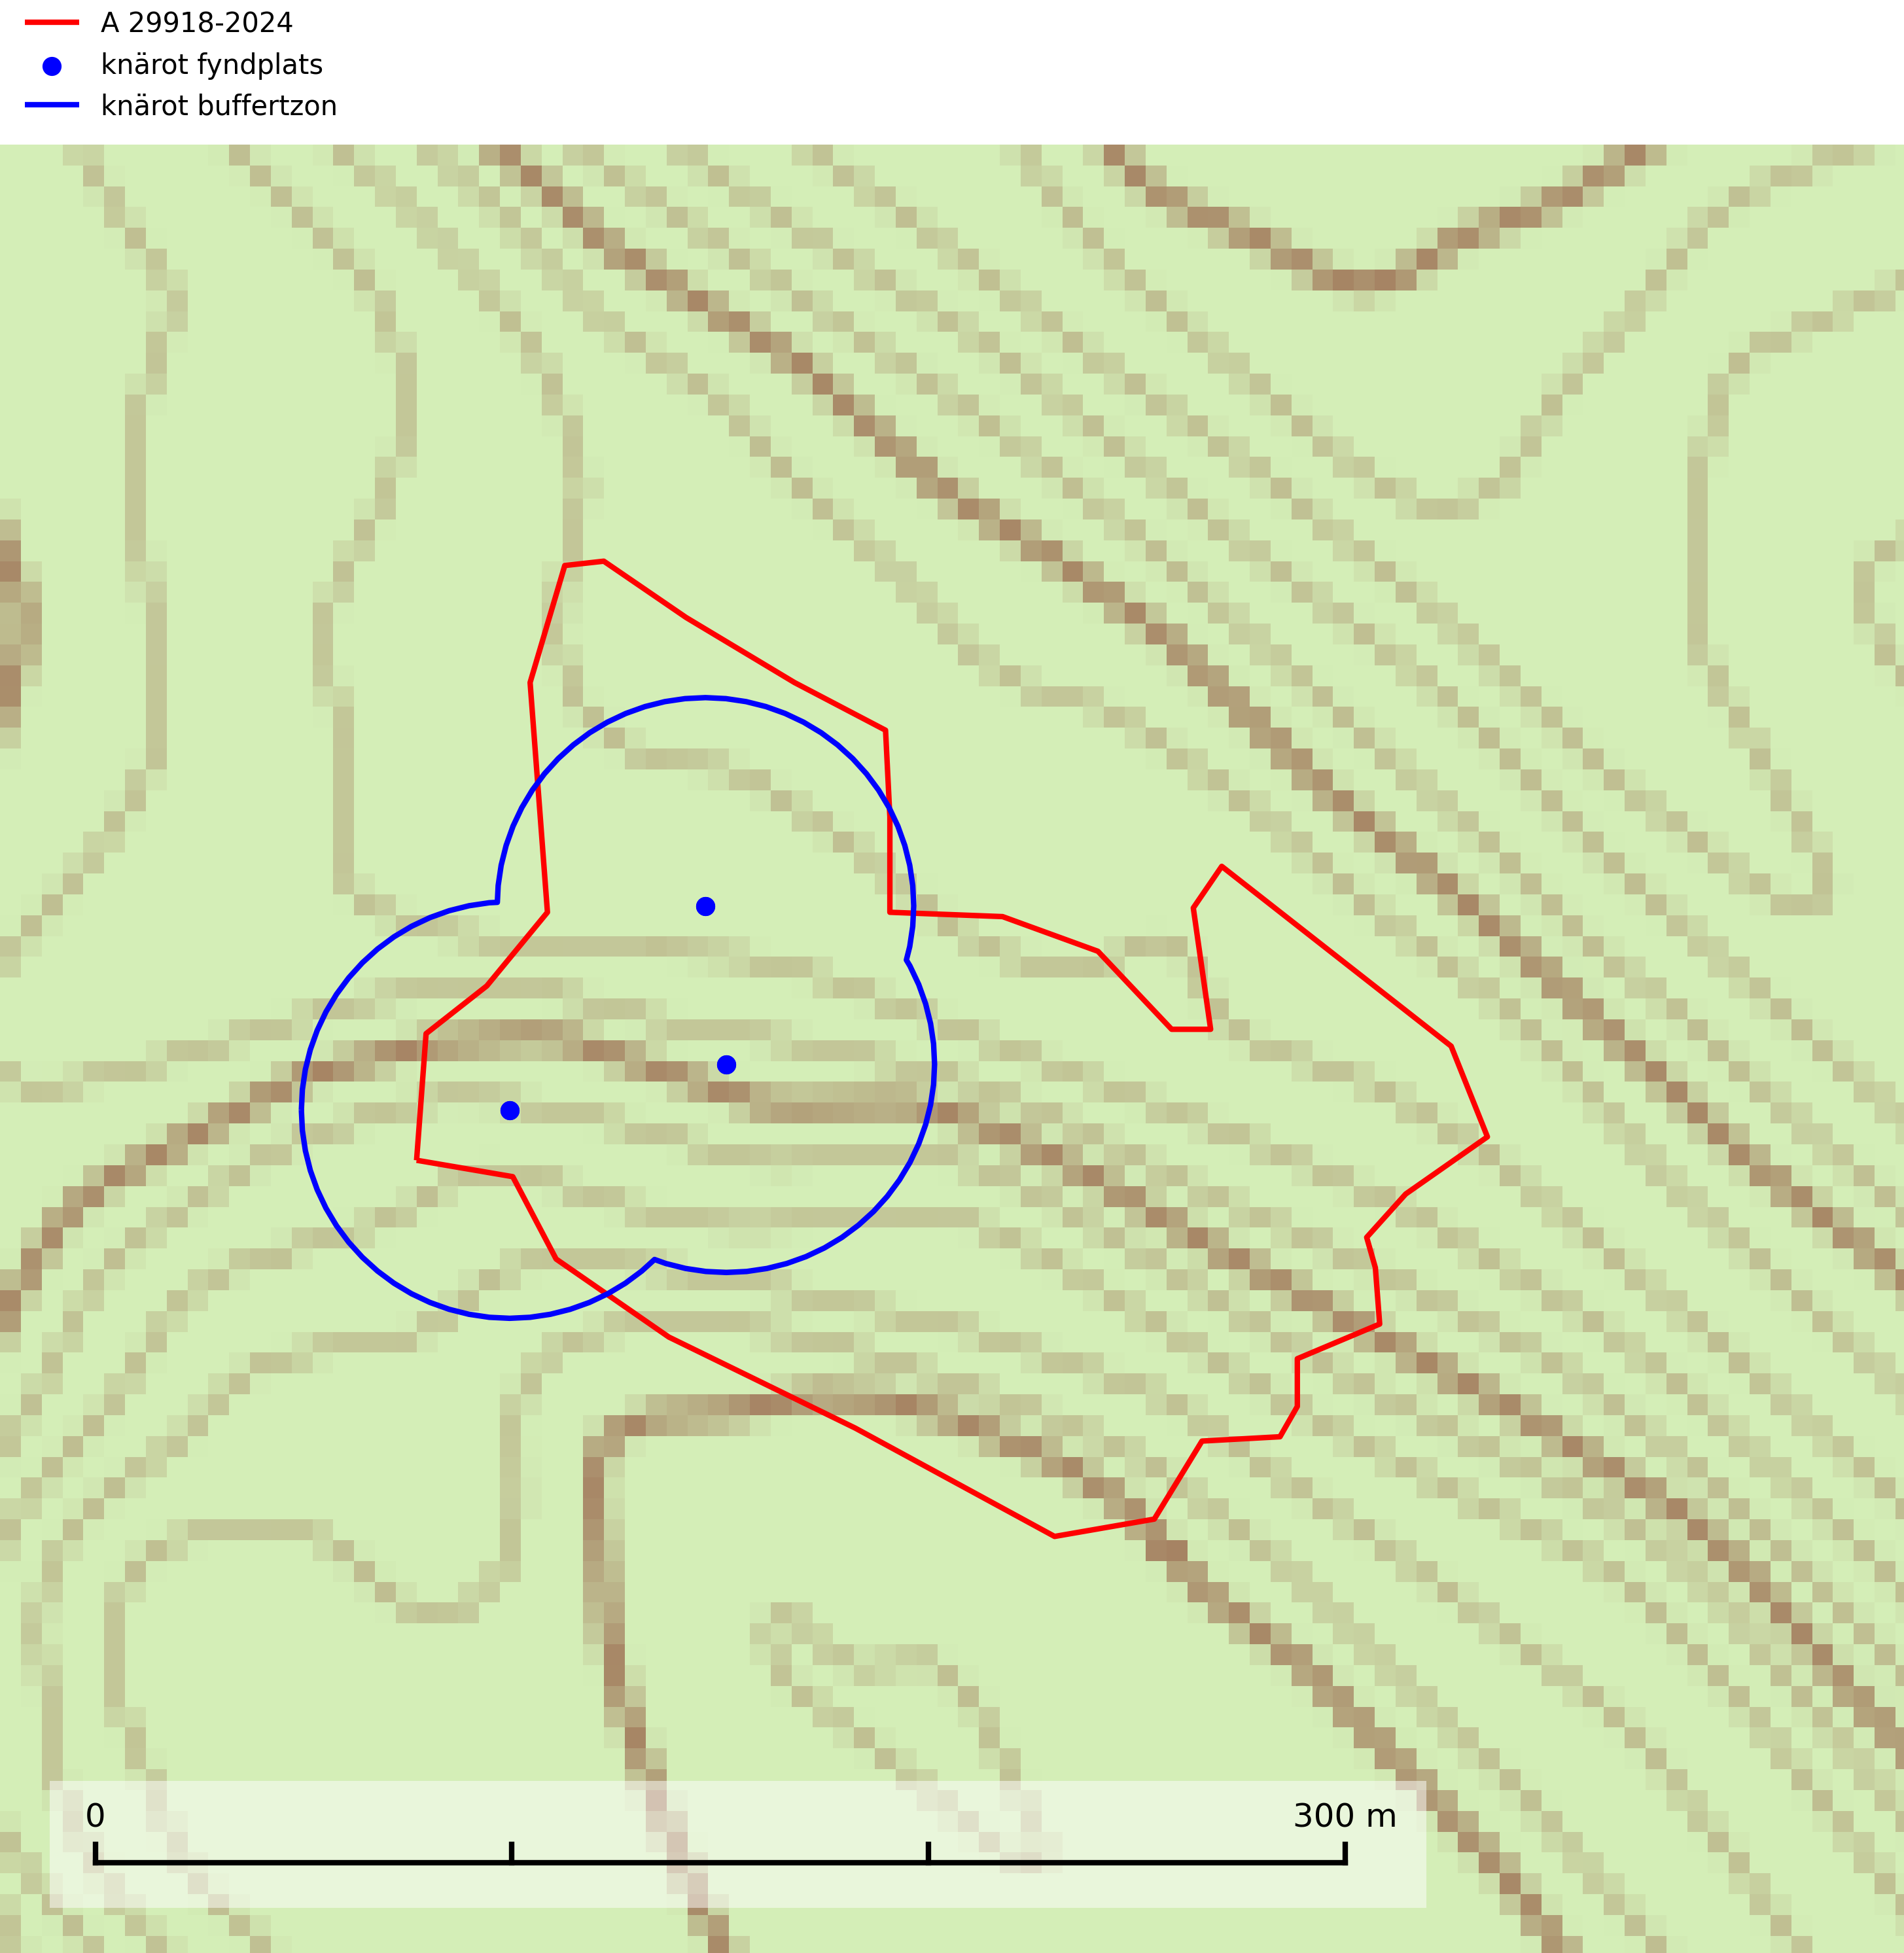 A 29918-2024
knärot fyndplats
knärot buffertzon
0 300 m